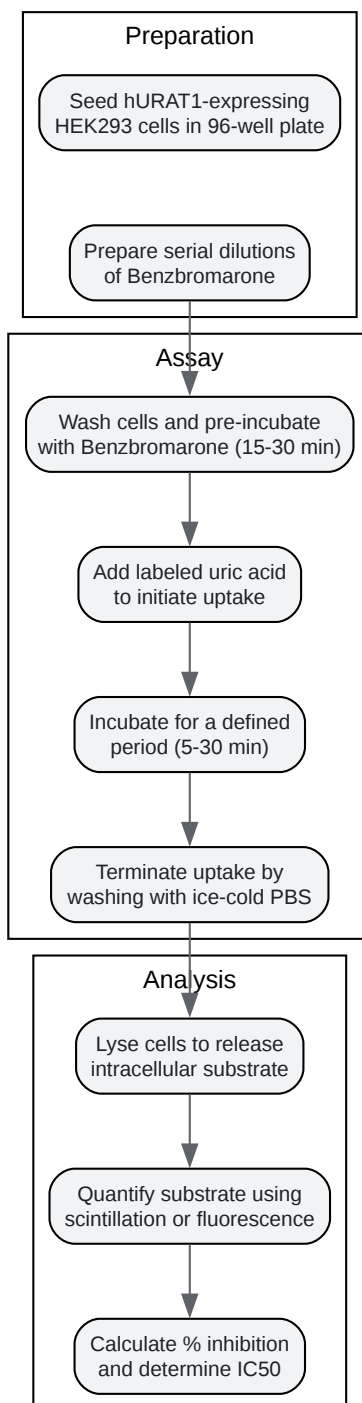 Preparation
Seed hURAT1-expressing
HEK293 cells in 96-well plate
Prepare serial dilutions
of Benzbromarone
Assay
Wash cells and pre-incubate
with Benzbromarone (15-30 min)
Add labeled uric acid
to initiate uptake
Incubate for a defined
period (5-30 min)
Terminate uptake by
washing with ice-cold PBS
Analysis
Lyse cells to release
intracellular substrate
Quantify substrate using
scintillation or fluorescence
Calculate % inhibition
and determine IC50